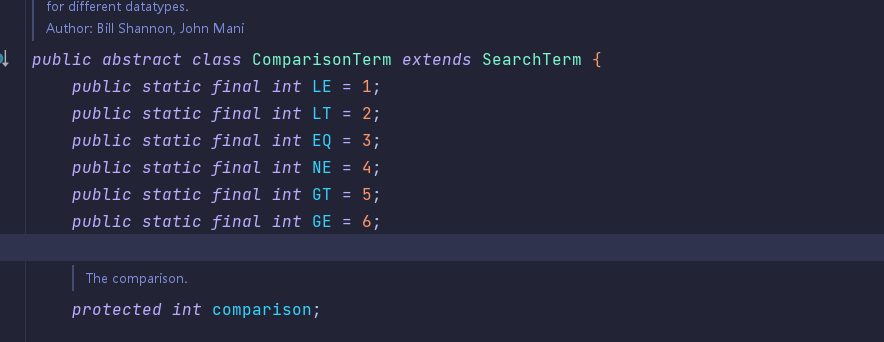 for different datatypes.
Author: Bill Shannon, John Mani
public abstract class ComparisonTerm extends SearchTerm {
public static final int LE = 1;
public static final int LT = 2;
public static final int EQ = 3;
public static final int NE = 4;
public static final int GT = 5;
public static final int GE = 6;
The comparison.
protected int comparison;